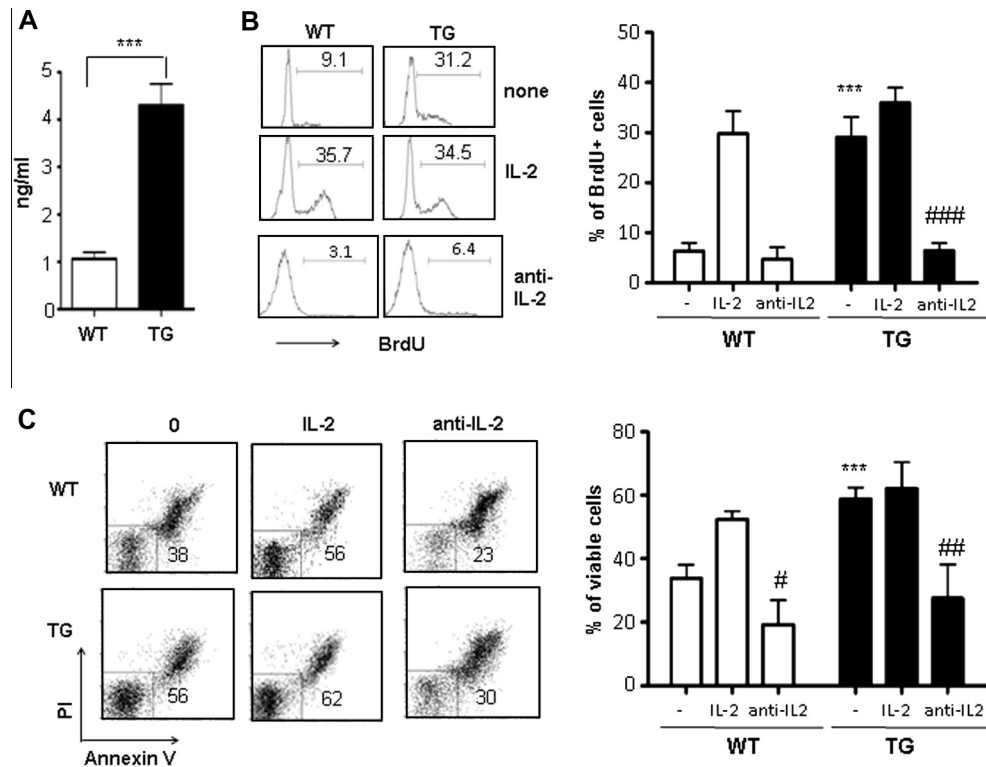 A
***
ng/ml
5
4
3
2
1
0
WT TG
B
WT TG
9.1 31.2 none
35.7 34.5 IL-2
3.1 6.4 anti-IL-2
BrdU
% of BrdU+ cells
50
40
30
20
10
0
***
###
- IL-2 anti-IL2 - IL-2 anti-IL2
WT TG
C
0 IL-2 anti-IL-2
WT
38 56 23
TG
56 62 30
PI
Annexin V
% of viable cells
80
60
40
20
0
***
#
##
- IL-2 anti-IL2 - IL-2 anti-IL2
WT TG